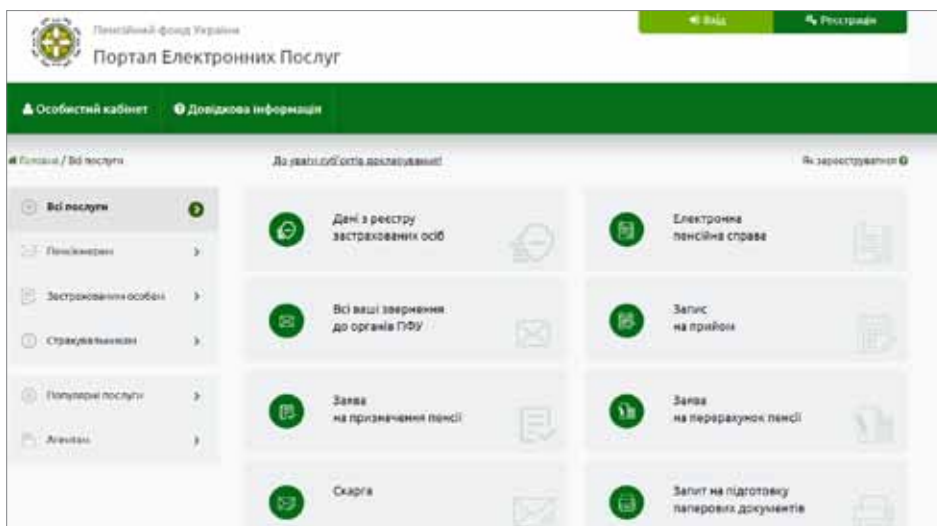 Пенсійний фонд України
Портал Електронних Послуг
Вхід
Реєстрація
Особистий кабінет
Довідкова інформація
Головна / Всі послуги
До уваги суб'єктів декларування!
Як зареєструватися
Всі послуги
Пенсіонерам
Застрахованим особам
Страхувальникам
Популярні послуги
Агентам
Дані з реєстру
застрахованих осіб
Електронна
пенсійна справа
Всі ваші звернення
до органів ПФУ
Запис
на прийом
Заява
на призначення пенсії
Заява
на перерахунок пенсії
Скарга
Запит на підготовку
паперових документів